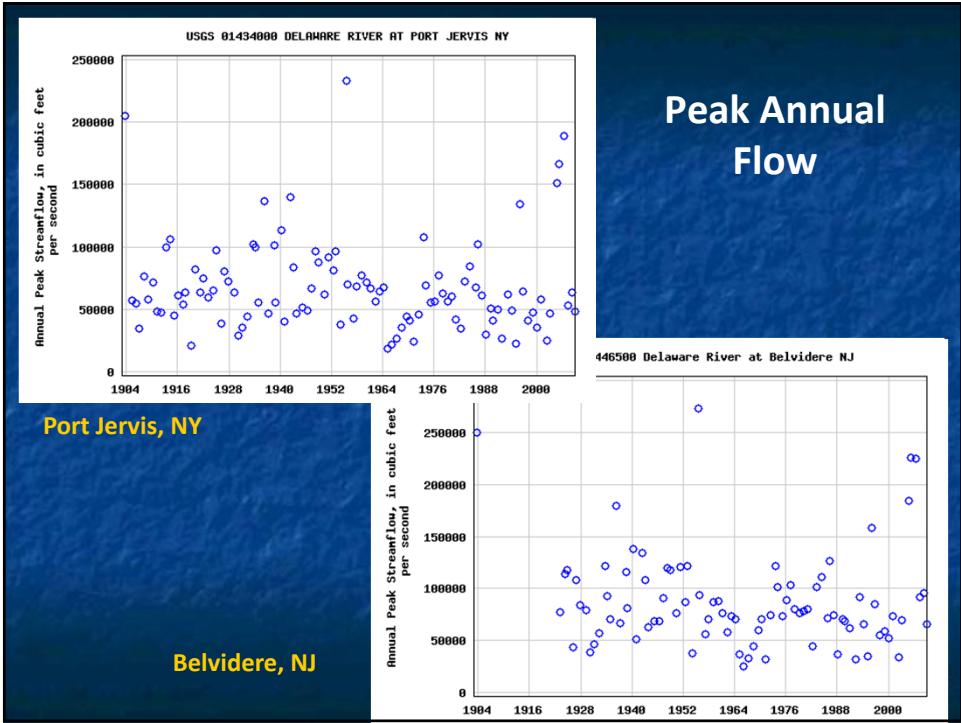 USGS 01434000 DELAWARE RIVER AT PORT JERVIS NY
Annual Peak Streamflow, in cubic feet
per second
250000
200000
150000
100000
50000
0
1904 1916 1928 1940 1952 1964 1976 1988 2000
Peak Annual
Flow
Port Jervis, NY
446500 Delaware River at Belvidere NJ
Annual Peak Streamflow, in cubic feet
per second
250000
200000
150000
100000
50000
0
1904 1916 1928 1940 1952 1964 1976 1988 2000
Belvidere, NJ